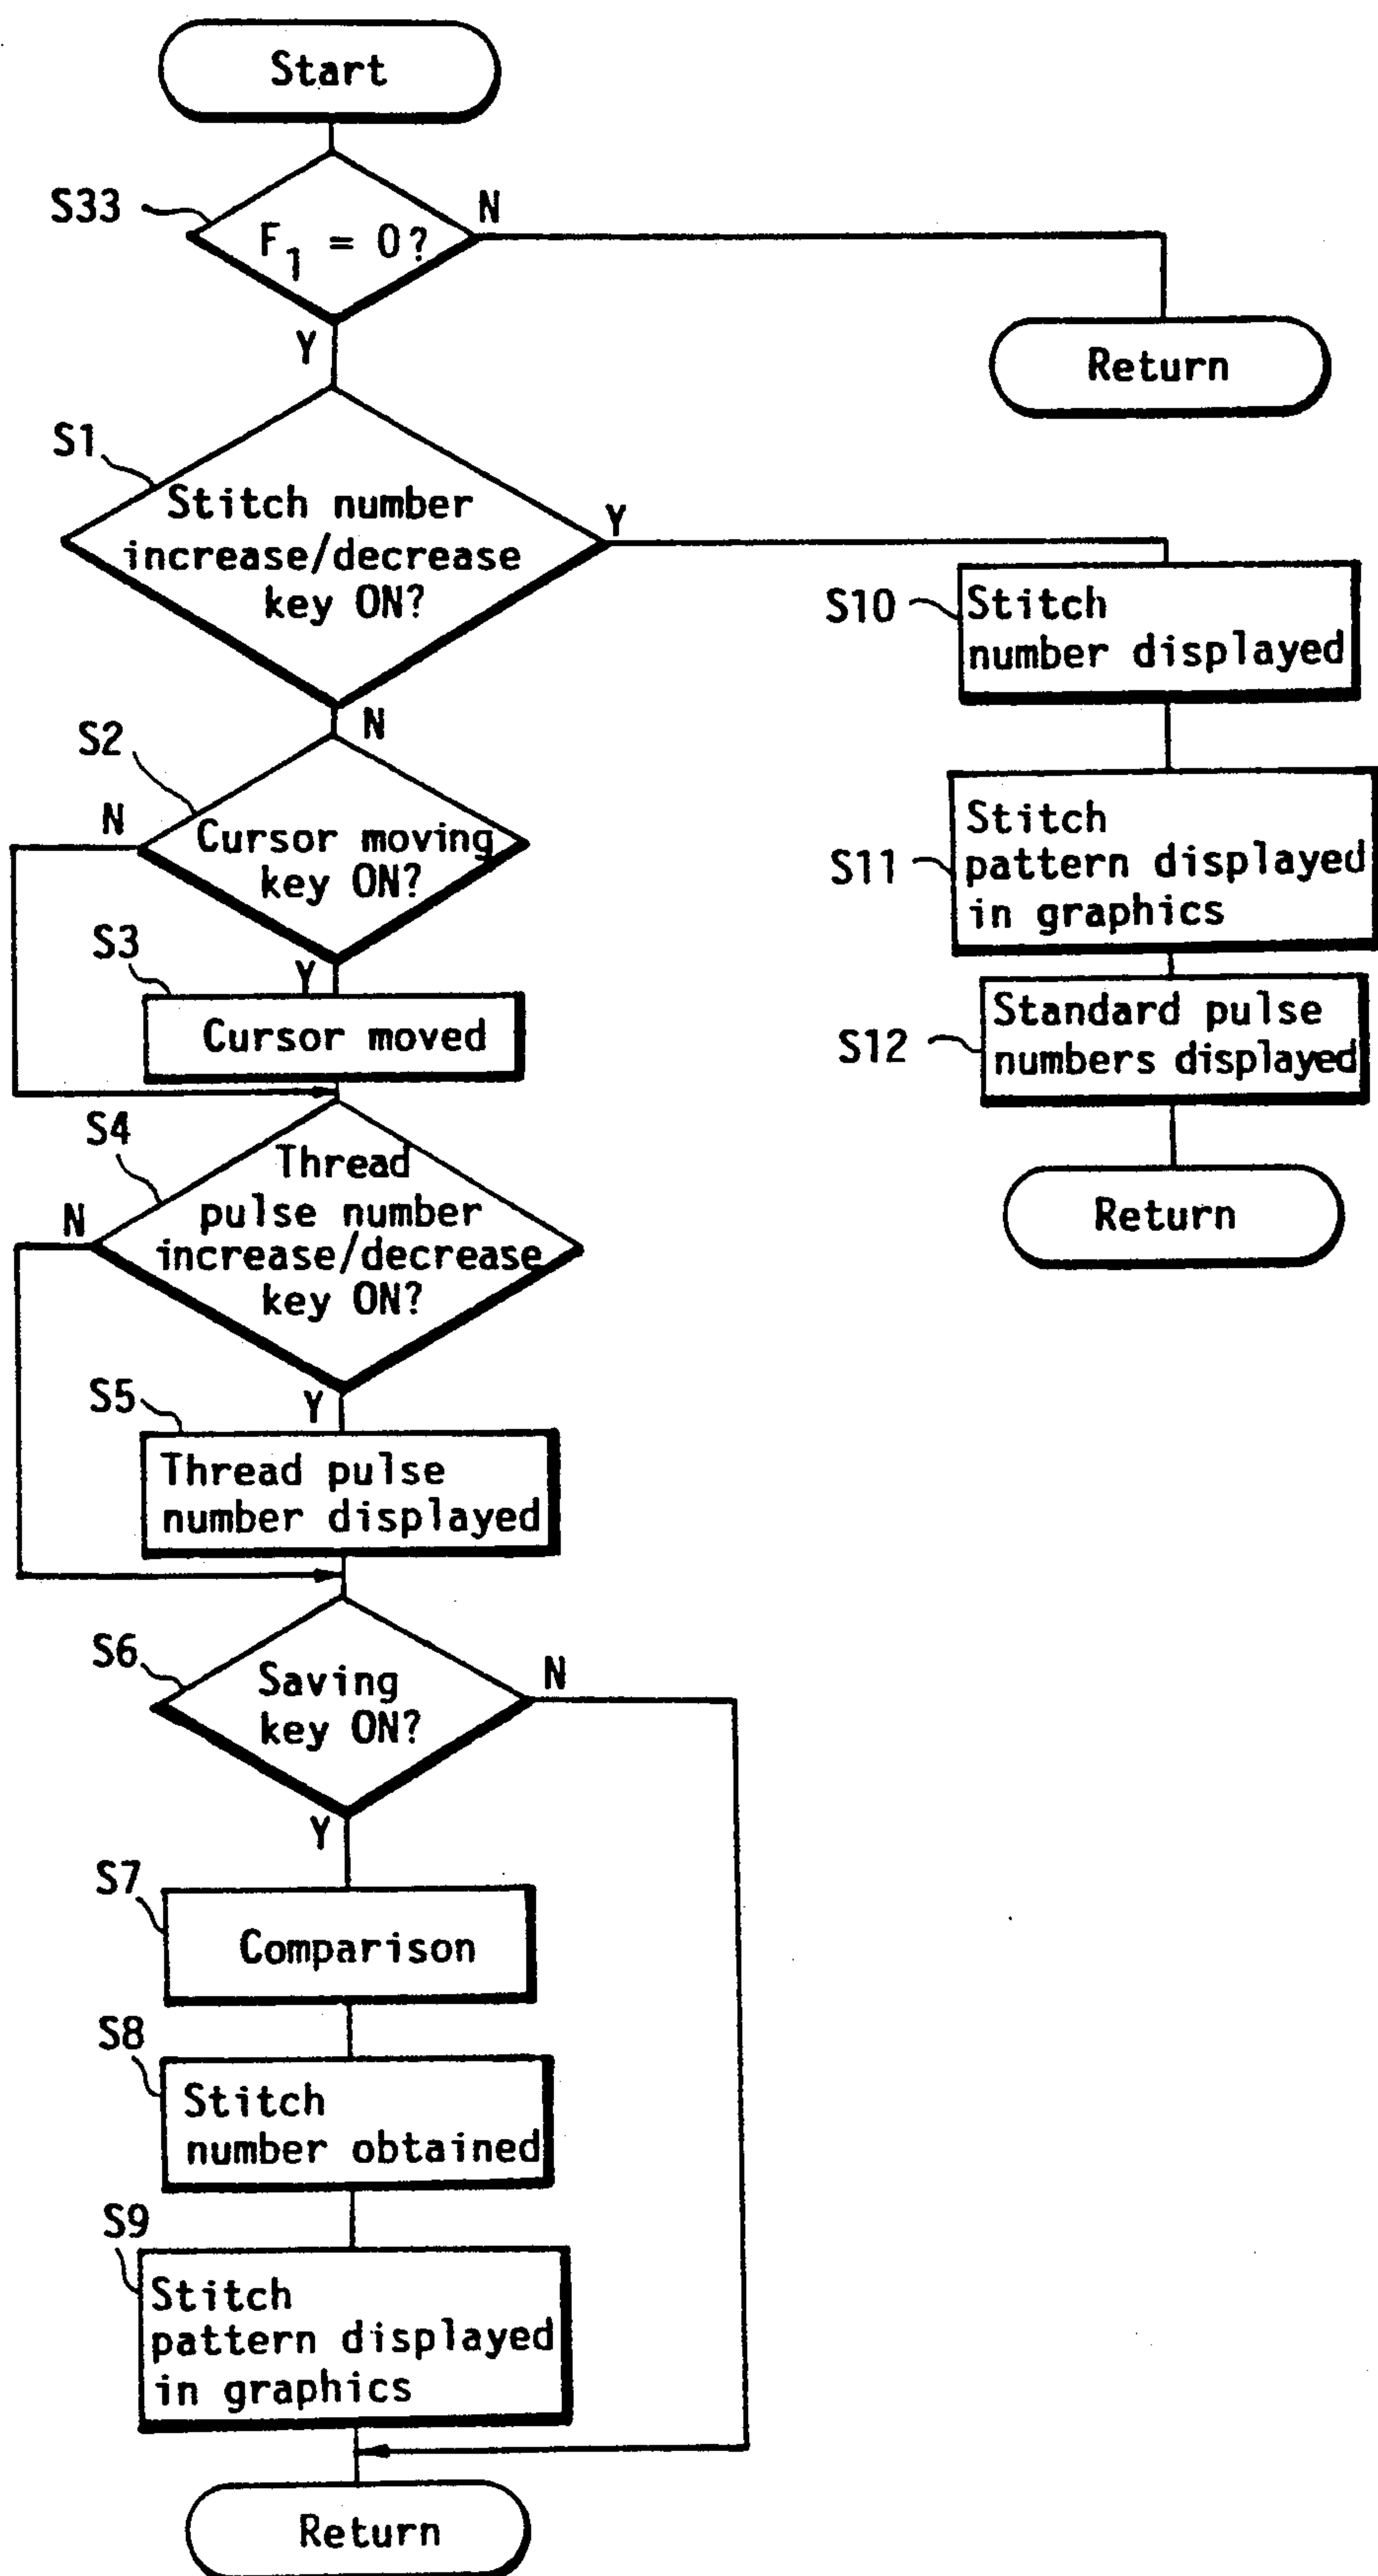 Start
S33
F1 = 0?
N
Y
Return
S1
Stitch number
increase/decrease
key ON?
Y
N
S10
Stitch
number displayed
S11
Stitch
pattern displayed
in graphics
S12
Standard pulse
numbers displayed
Return
S2
N
Cursor moving
key ON?
Y
S3
Cursor moved
S4
N
Thread
pulse number
increase/decrease
key ON?
Y
S5
Thread pulse
number displayed
S6
Saving
key ON?
N
Y
S7
Comparison
S8
Stitch
number obtained
S9
Stitch
pattern displayed
in graphics
Return